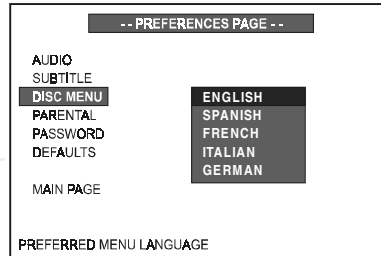 -- PREFERENCES PAGE --
AUDIO
SUBTITLE
DISC MENU
PARENTAL
PASSWORD
DEFAULTS
MAIN PAGE
ENGLISH
SPANISH
FRENCH
ITALIAN
GERMAN
PREFERRED MENU LANGUAGE